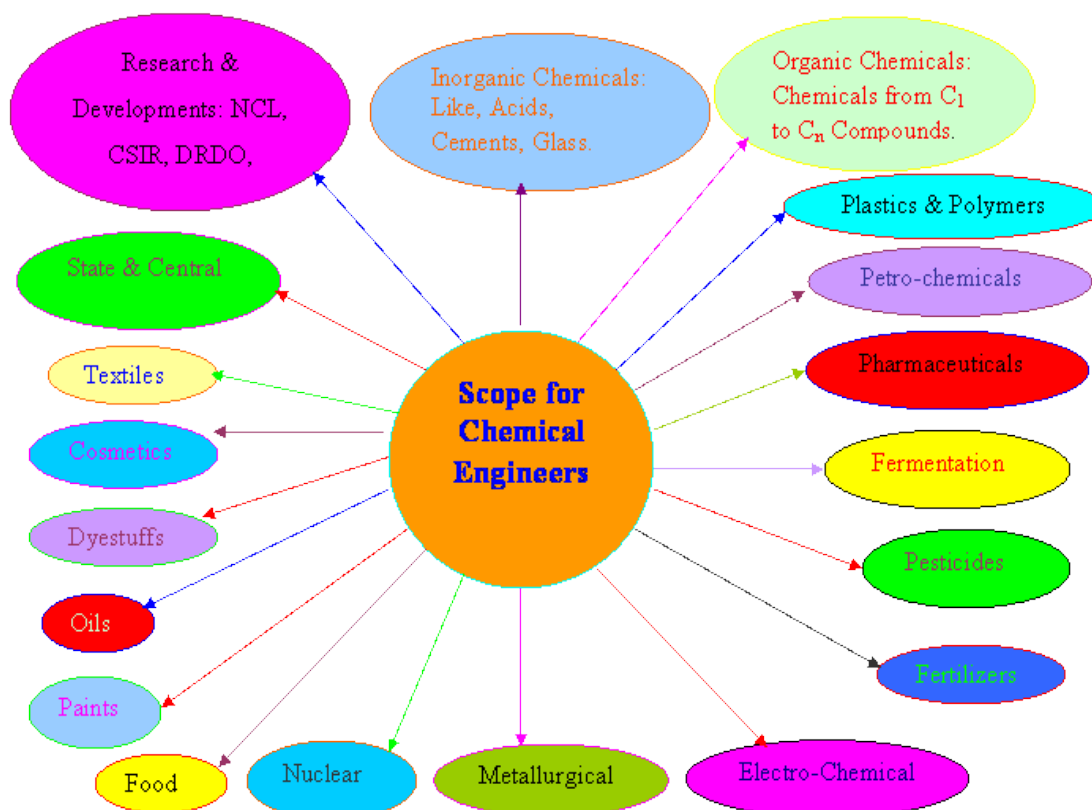 Research &
Developments: NCL,
CSIR, DRDO,
Inorganic Chemicals:
Like, Acids,
Cements, Glass.
Organic Chemicals:
Chemicals from C₁
to Cₙ Compounds.
Plastics & Polymers
State & Central
Petro-chemicals
Textiles
Pharmaceuticals
Scope for
Chemical
Engineers
Cosmetics
Fermentation
Dyestuffs
Pesticides
Oils
Fertilizers
Paints
Food
Nuclear
Metallurgical
Electro-Chemical